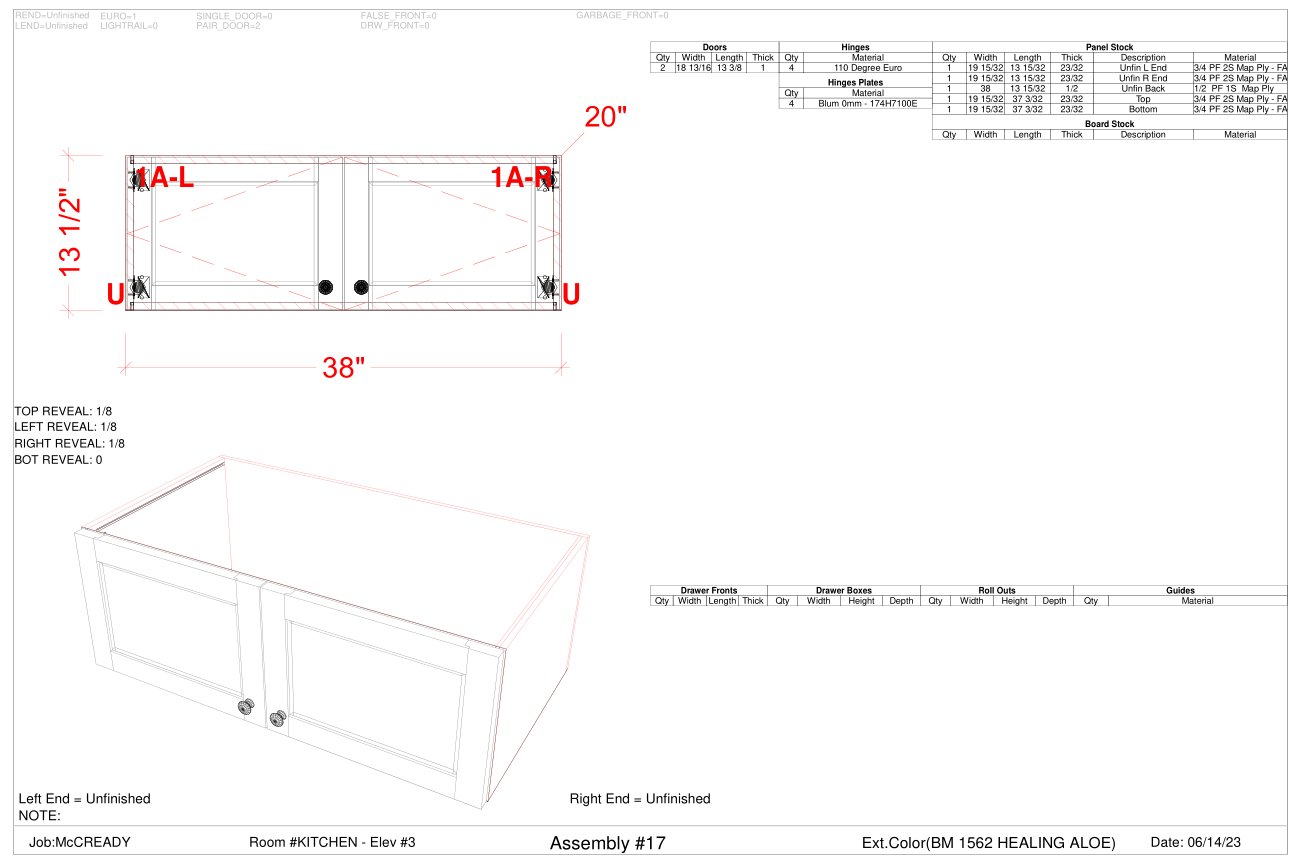 REND=Unfinished EURO=1 SINGLE_DOOR=0 FALSE_FRONT=0 GARBAGE_FRONT=0
LEND=Unfinished LIGHTRAIL=0 PAIR_DOOR=2 DRW_FRONT=0
Doors Hinges Panel Stock
Qty Width Length Thick Qty Material Qty Width Length Thick Description Material
2 18 13/16 13 3/8 1 4 110 Degree Euro 1 19 15/32 13 15/32 23/32 Unfin L End 3/4 PF 2S Map Ply - FA
1 19 15/32 13 15/32 23/32 Unfin R End 3/4 PF 2S Map Ply - FA
Hinges Plates
1 38 13 15/32 1/2 Unfin Back 1/2 PF 1S Map Ply
Qty Material
1 19 15/32 37 3/32 23/32 Top 3/4 PF 2S Map Ply - FA
4 Blum 0mm - 174H7100E
1 19 15/32 37 3/32 23/32 Bottom 3/4 PF 2S Map Ply - FA
Board Stock
Qty Width Length Thick Description Material
20"
1A-L 1A-R
13 1/2"
U U
38"
TOP REVEAL: 1/8
LEFT REVEAL: 1/8
RIGHT REVEAL: 1/8
BOT REVEAL: 0
Drawer Fronts Drawer Boxes Roll Outs Guides
Qty Width Length Thick Qty Width Height Depth Qty Width Height Depth Qty Material
Left End = Unfinished Right End = Unfinished
NOTE:
Job:McCREADY Room #KITCHEN - Elev #3 Assembly #17 Ext.Color(BM 1562 HEALING ALOE) Date: 06/14/23